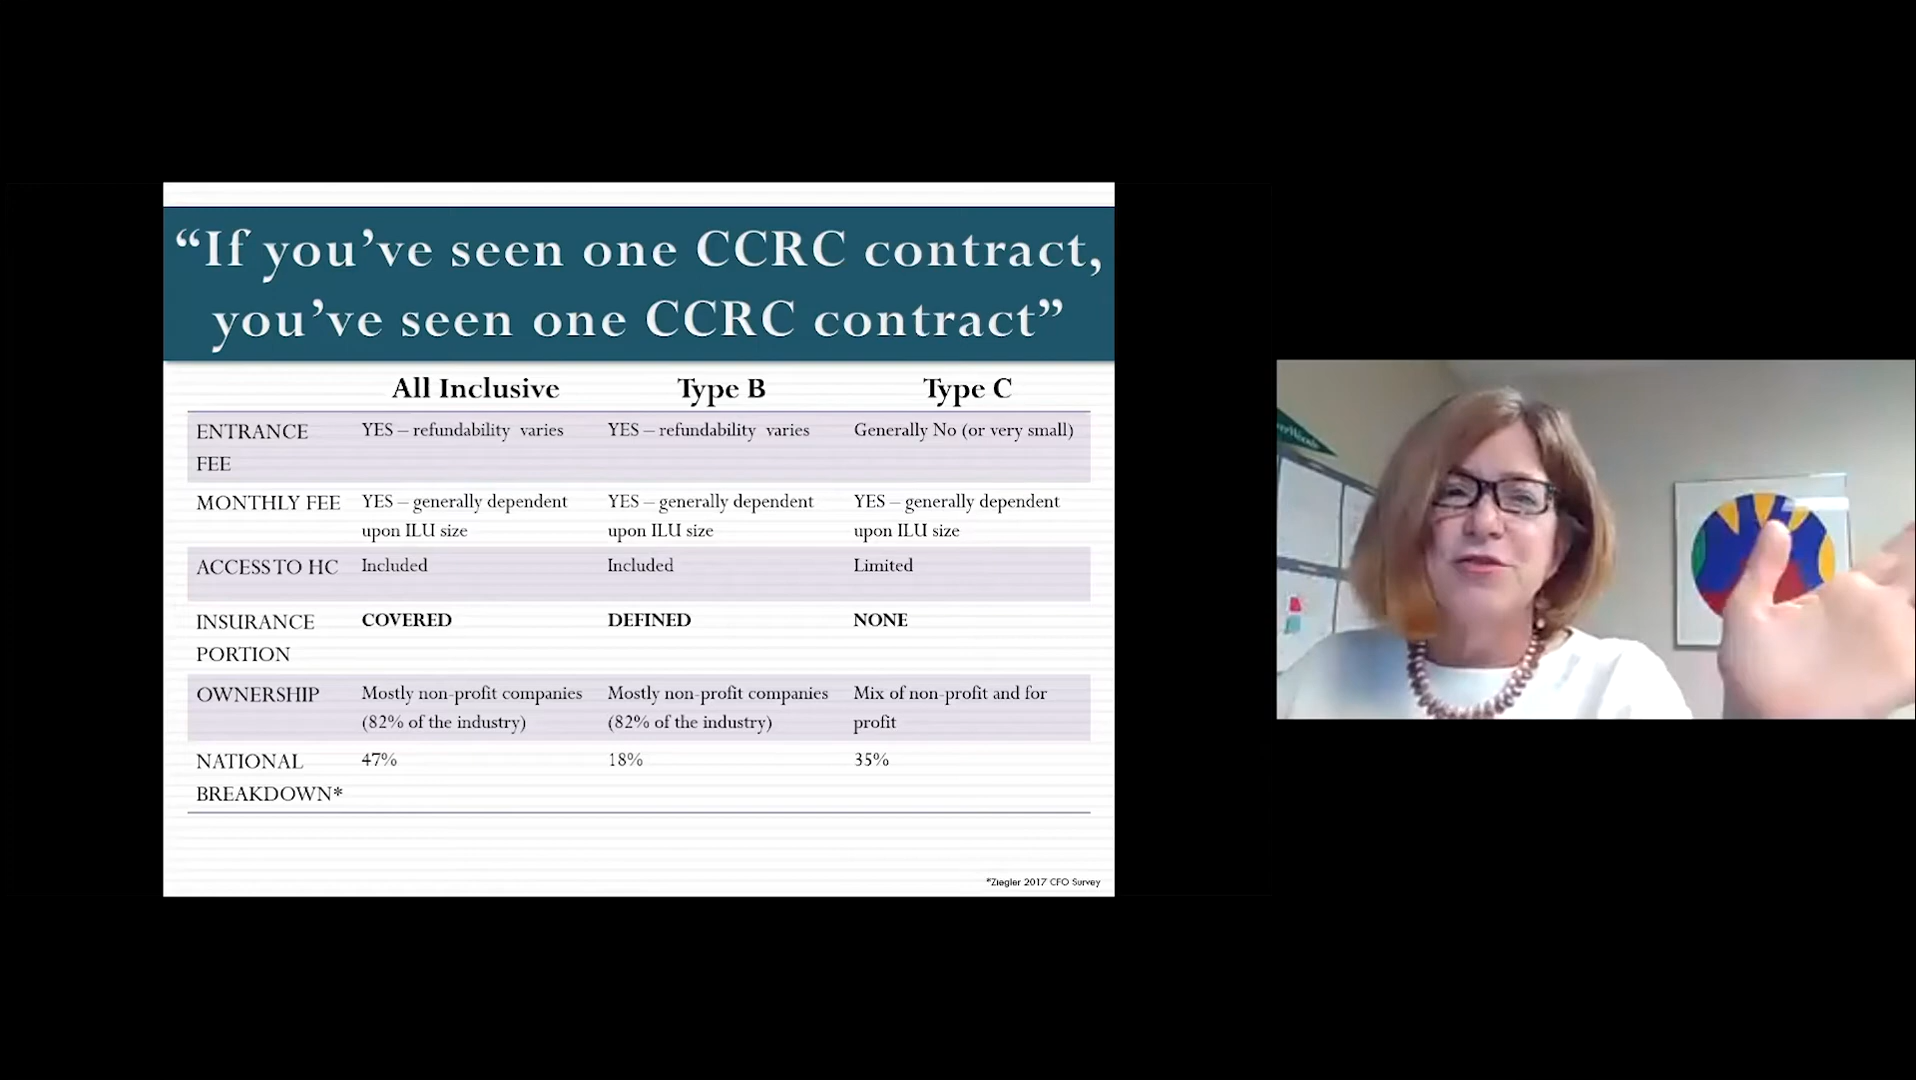 “If you’ve seen one CCRC contract,
you’ve seen one CCRC contract”
All Inclusive Type B Type C
ENTRANCE FEE YES – refundability varies YES – refundability varies Generally No (or very small)
MONTHLY FEE YES – generally dependent upon ILU size YES – generally dependent upon ILU size YES – generally dependent upon ILU size
ACCESS TO HC Included Included Limited
INSURANCE PORTION COVERED DEFINED NONE
OWNERSHIP Mostly non-profit companies (82% of the industry) Mostly non-profit companies (82% of the industry) Mix of non-profit and for profit
NATIONAL BREAKDOWN* 47% 18% 35%
*Ziegler 2017 CFO Survey